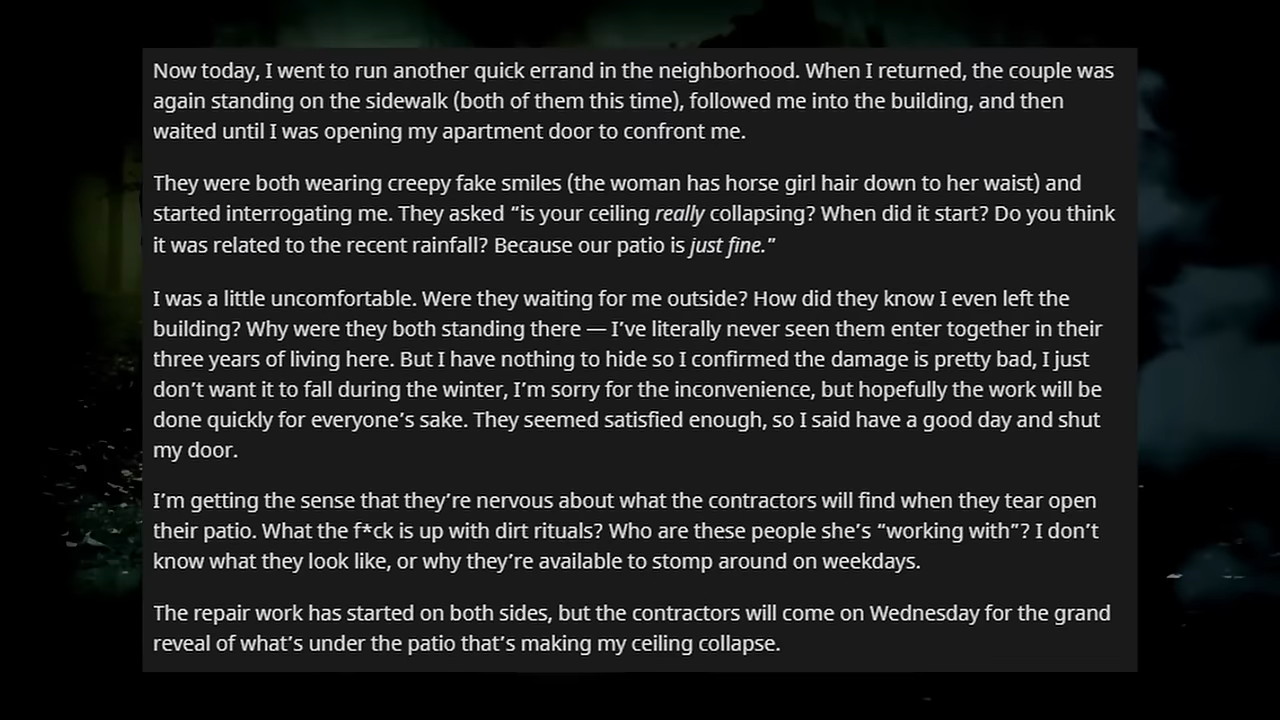 Now today, I went to run another quick errand in the neighborhood. When I returned, the couple was
again standing on the sidewalk (both of them this time), followed me into the building, and then
waited until I was opening my apartment door to confront me.
They were both wearing creepy fake smiles (the woman has horse girl hair down to her waist) and
started interrogating me. They asked “is your ceiling really collapsing? When did it start? Do you think
it was related to the recent rainfall? Because our patio is just fine.”
I was a little uncomfortable. Were they waiting for me outside? How did they know I even left the
building? Why were they both standing there — I’ve literally never seen them enter together in their
three years of living here. But I have nothing to hide so I confirmed the damage is pretty bad, I just
don’t want it to fall during the winter, I’m sorry for the inconvenience, but hopefully the work will be
done quickly for everyone’s sake. They seemed satisfied enough, so I said have a good day and shut
my door.
I’m getting the sense that they’re nervous about what the contractors will find when they tear open
their patio. What the f*ck is up with dirt rituals? Who are these people she’s “working with”? I don’t
know what they look like, or why they’re available to stomp around on weekdays.
The repair work has started on both sides, but the contractors will come on Wednesday for the grand
reveal of what’s under the patio that’s making my ceiling collapse.